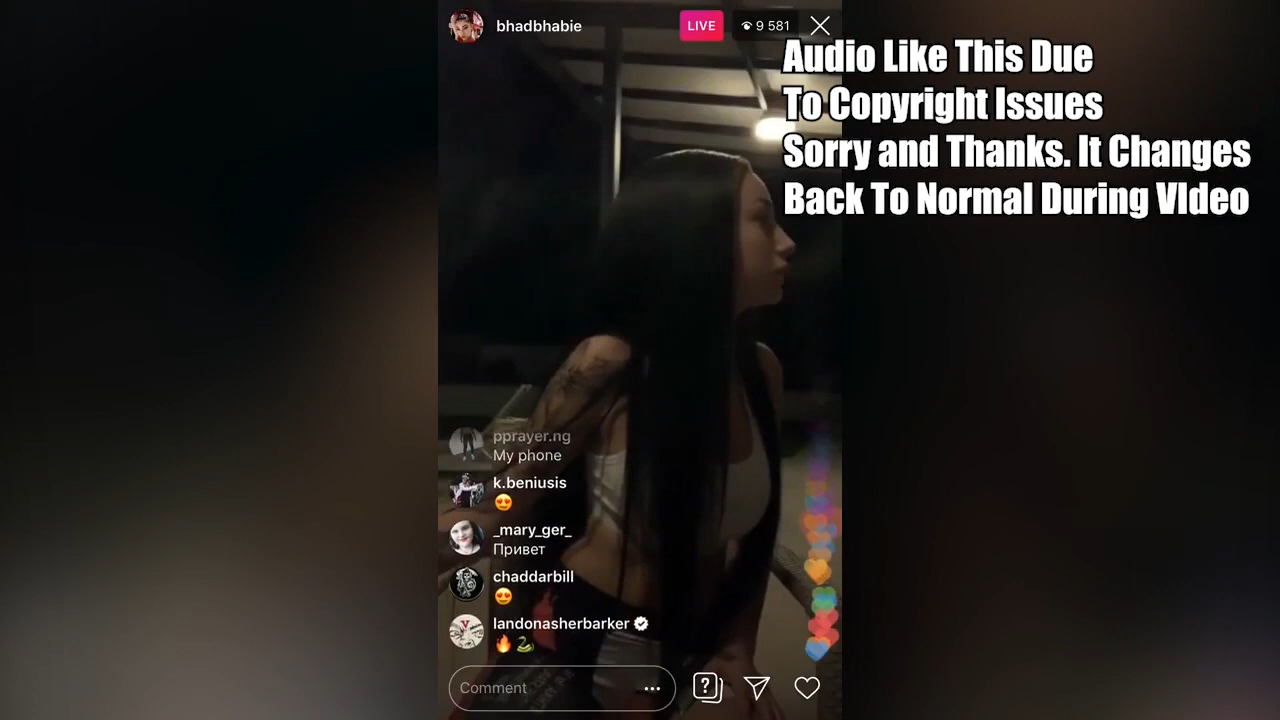 bhadbhabie
LIVE
9 581
Audio Like This Due
To Copyright Issues
Sorry and Thanks. It Changes
Back To Normal During VIdeo
pprayer.ng
My phone
k.beniusis
😍
_mary_ger_
Привет
chaddarbill
😍
landonasherbarker
🔥🐍
Comment